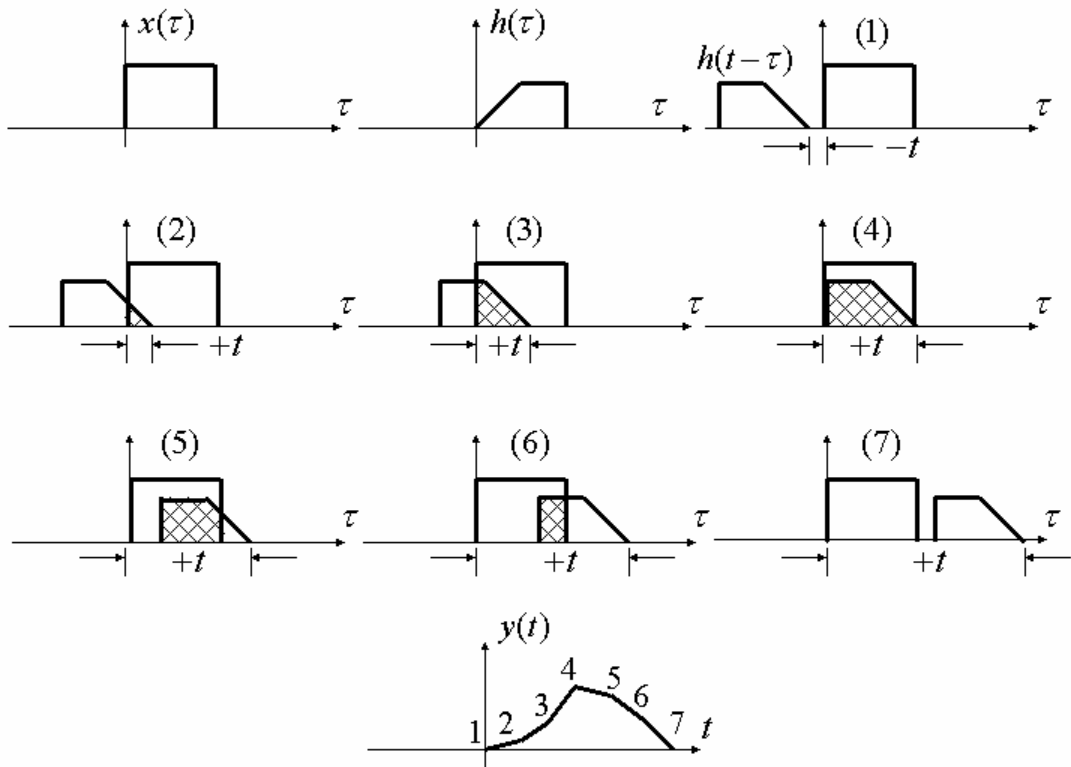 x(τ)
τ
h(τ)
τ
(1)
h(t − τ)
τ
−t
(2)
τ
+t
(3)
τ
+t
(4)
τ
+t
(5)
τ
+t
(6)
τ
+t
(7)
τ
+t
y(t)
1
2
3
4
5
6
7
t